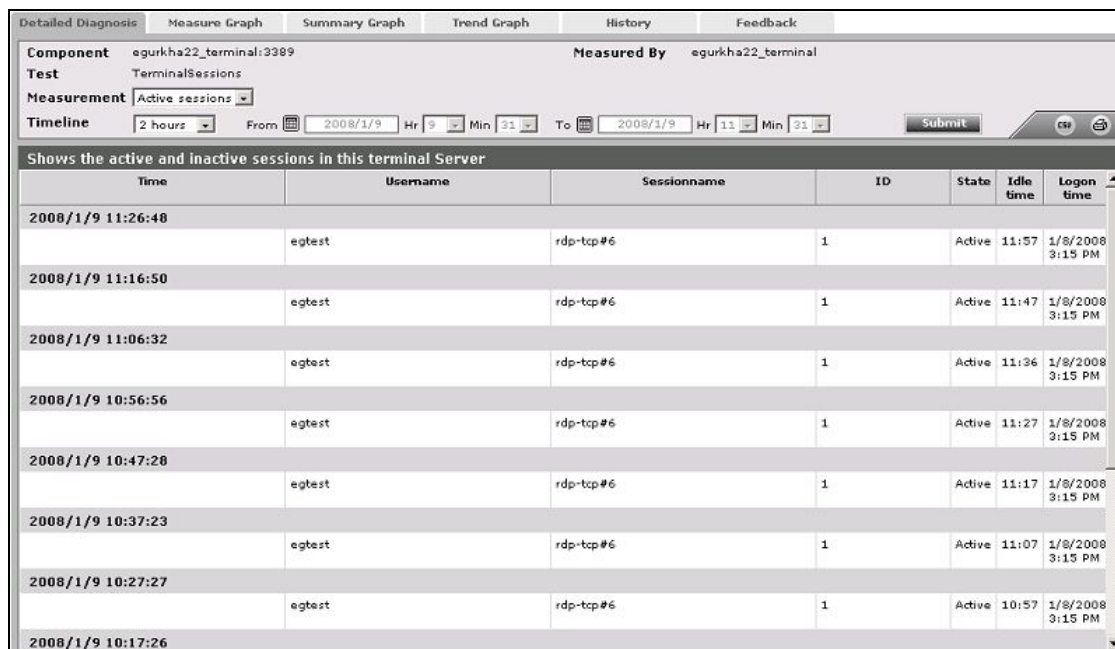 Detailed Diagnosis Measure Graph Summary Graph Trend Graph History Feedback
Component egurkha22_terminal:3389 Measured By egurkha22_terminal
Test TerminalSessions
Measurement Active sessions
Timeline 2 hours From 2008/1/9 Hr 9 Min 31 To 2008/1/9 Hr 11 Min 31 Submit CSV
Shows the active and inactive sessions in this terminal Server
Time Username Sessionname ID State Idle time Logon time
2008/1/9 11:26:48
egtest rdp-tcp#6 1 Active 11:57 1/8/2008 3:15 PM
2008/1/9 11:16:50
egtest rdp-tcp#6 1 Active 11:47 1/8/2008 3:15 PM
2008/1/9 11:06:32
egtest rdp-tcp#6 1 Active 11:36 1/8/2008 3:15 PM
2008/1/9 10:56:56
egtest rdp-tcp#6 1 Active 11:27 1/8/2008 3:15 PM
2008/1/9 10:47:28
egtest rdp-tcp#6 1 Active 11:17 1/8/2008 3:15 PM
2008/1/9 10:37:23
egtest rdp-tcp#6 1 Active 11:07 1/8/2008 3:15 PM
2008/1/9 10:27:27
egtest rdp-tcp#6 1 Active 10:57 1/8/2008 3:15 PM
2008/1/9 10:17:26